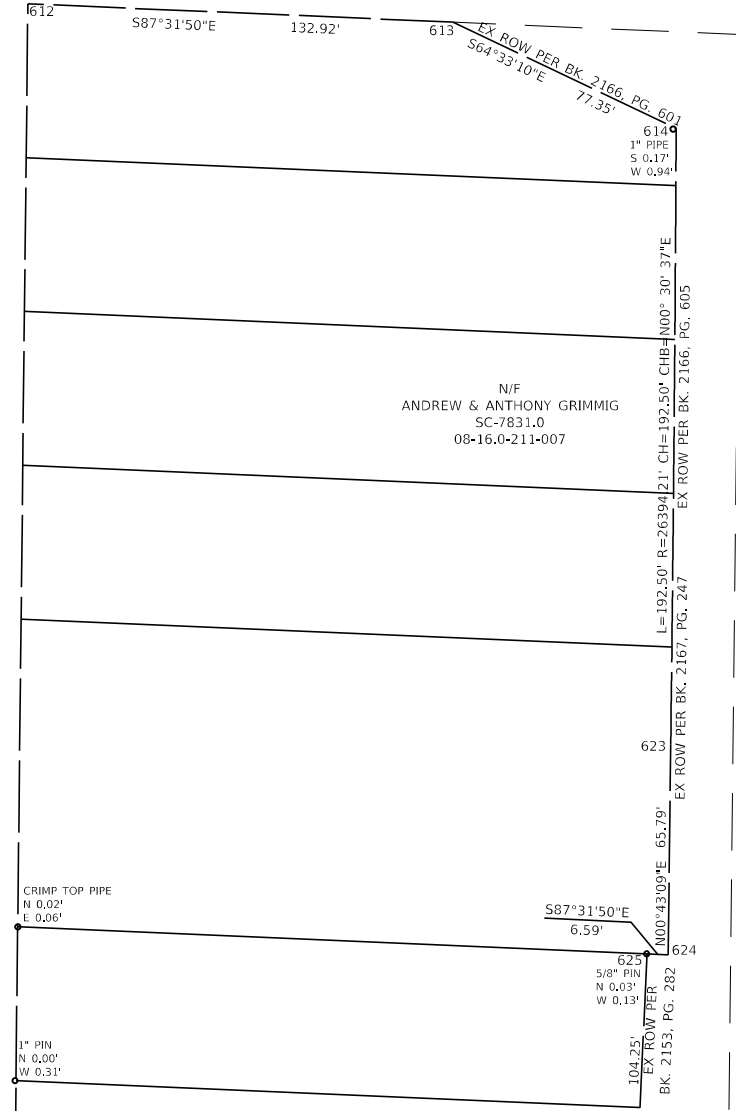 612
S87°31'50"E
132.92'
613
EX ROW PER BK. 2166, PG. 601
S64°33'10"E
77.35'
614
1" PIPE
S 0.17'
W 0.94'
L=192.50' R=26394.21' CH=192.50' CHB=N00° 30' 37"E
EX ROW PER BK. 2166, PG. 605
N/F
ANDREW & ANTHONY GRIMMIG
SC-7831.0
08-16.0-211-007
EX ROW PER BK. 2167, PG. 247
623
N00°43'09"E 65.79'
CRIMP TOP PIPE
N 0.02'
E 0.06'
S87°31'50"E
6.59'
624
625
5/8" PIN
N 0.03'
W 0.13'
104.25'
EX ROW PER
BK. 2153, PG. 282
1" PIN
N 0.00'
W 0.31'